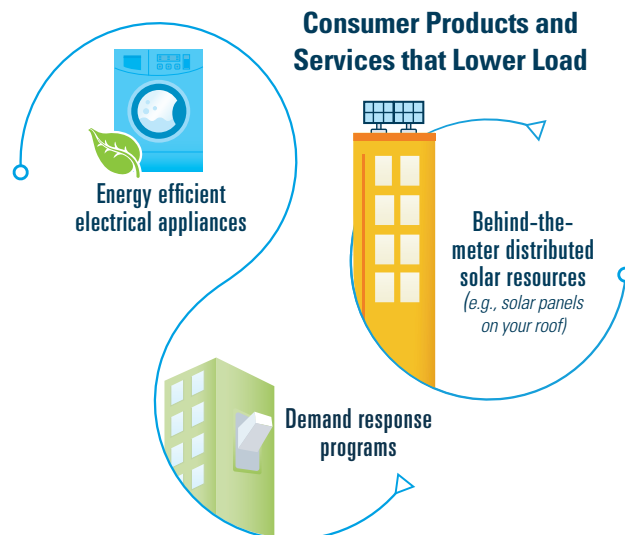 Consumer Products and
Services that Lower Load
Energy efficient
electrical appliances
Behind-the-
meter distributed
solar resources
(e.g., solar panels
on your roof)
Demand response
programs